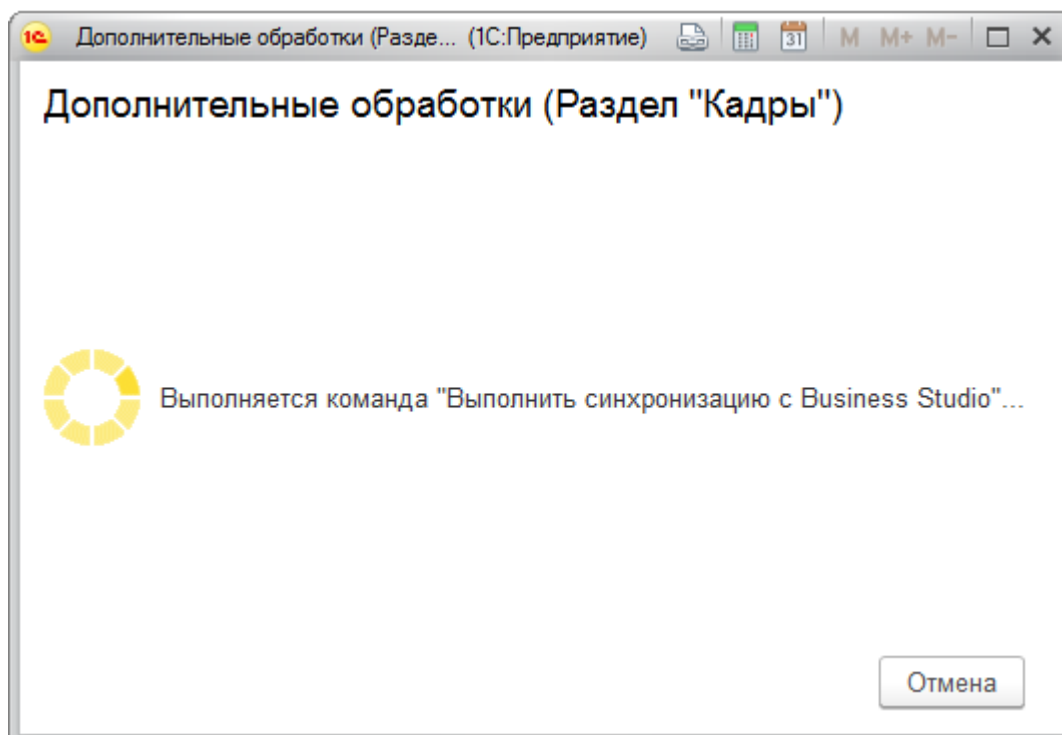 1С Дополнительные обработки (Разде... (1С:Предприятие) 31 M M+ M-
Дополнительные обработки (Раздел "Кадры")
Выполняется команда "Выполнить синхронизацию с Business Studio"...
Отмена